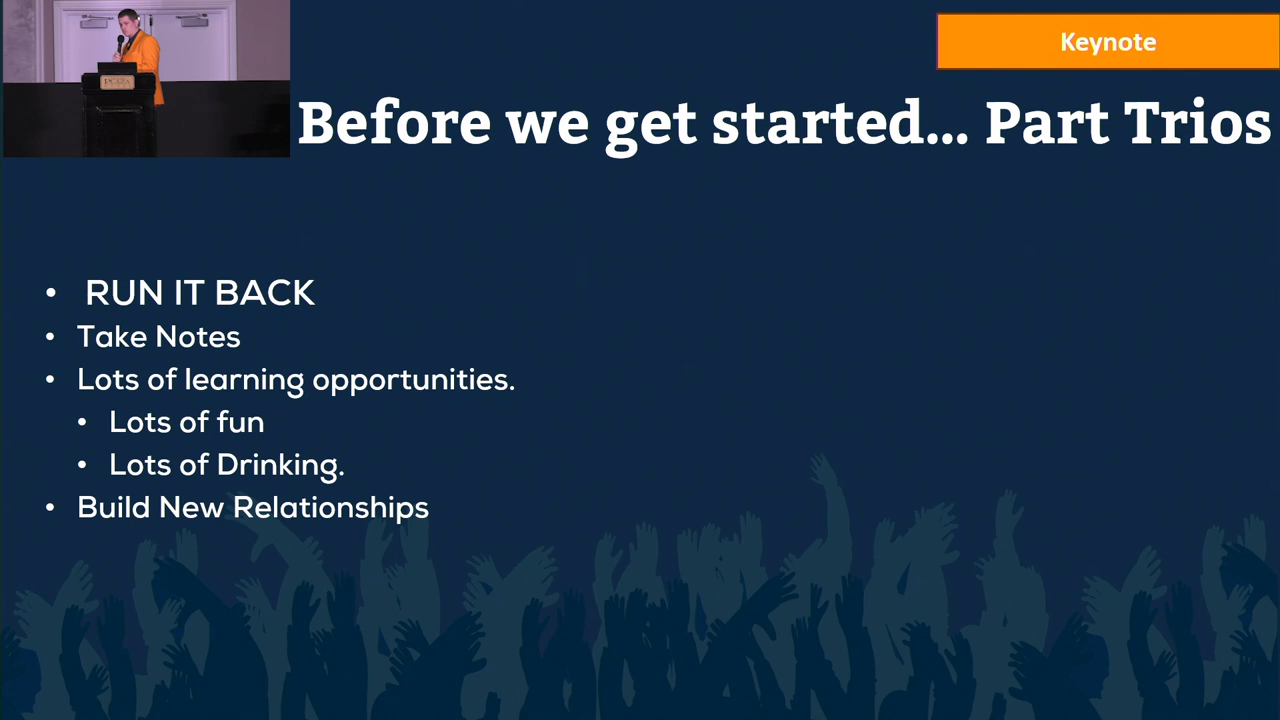 Keynote
Before we get started... Part Trios
RUN IT BACK
Take Notes
Lots of learning opportunities.
Lots of fun
Lots of Drinking.
Build New Relationships